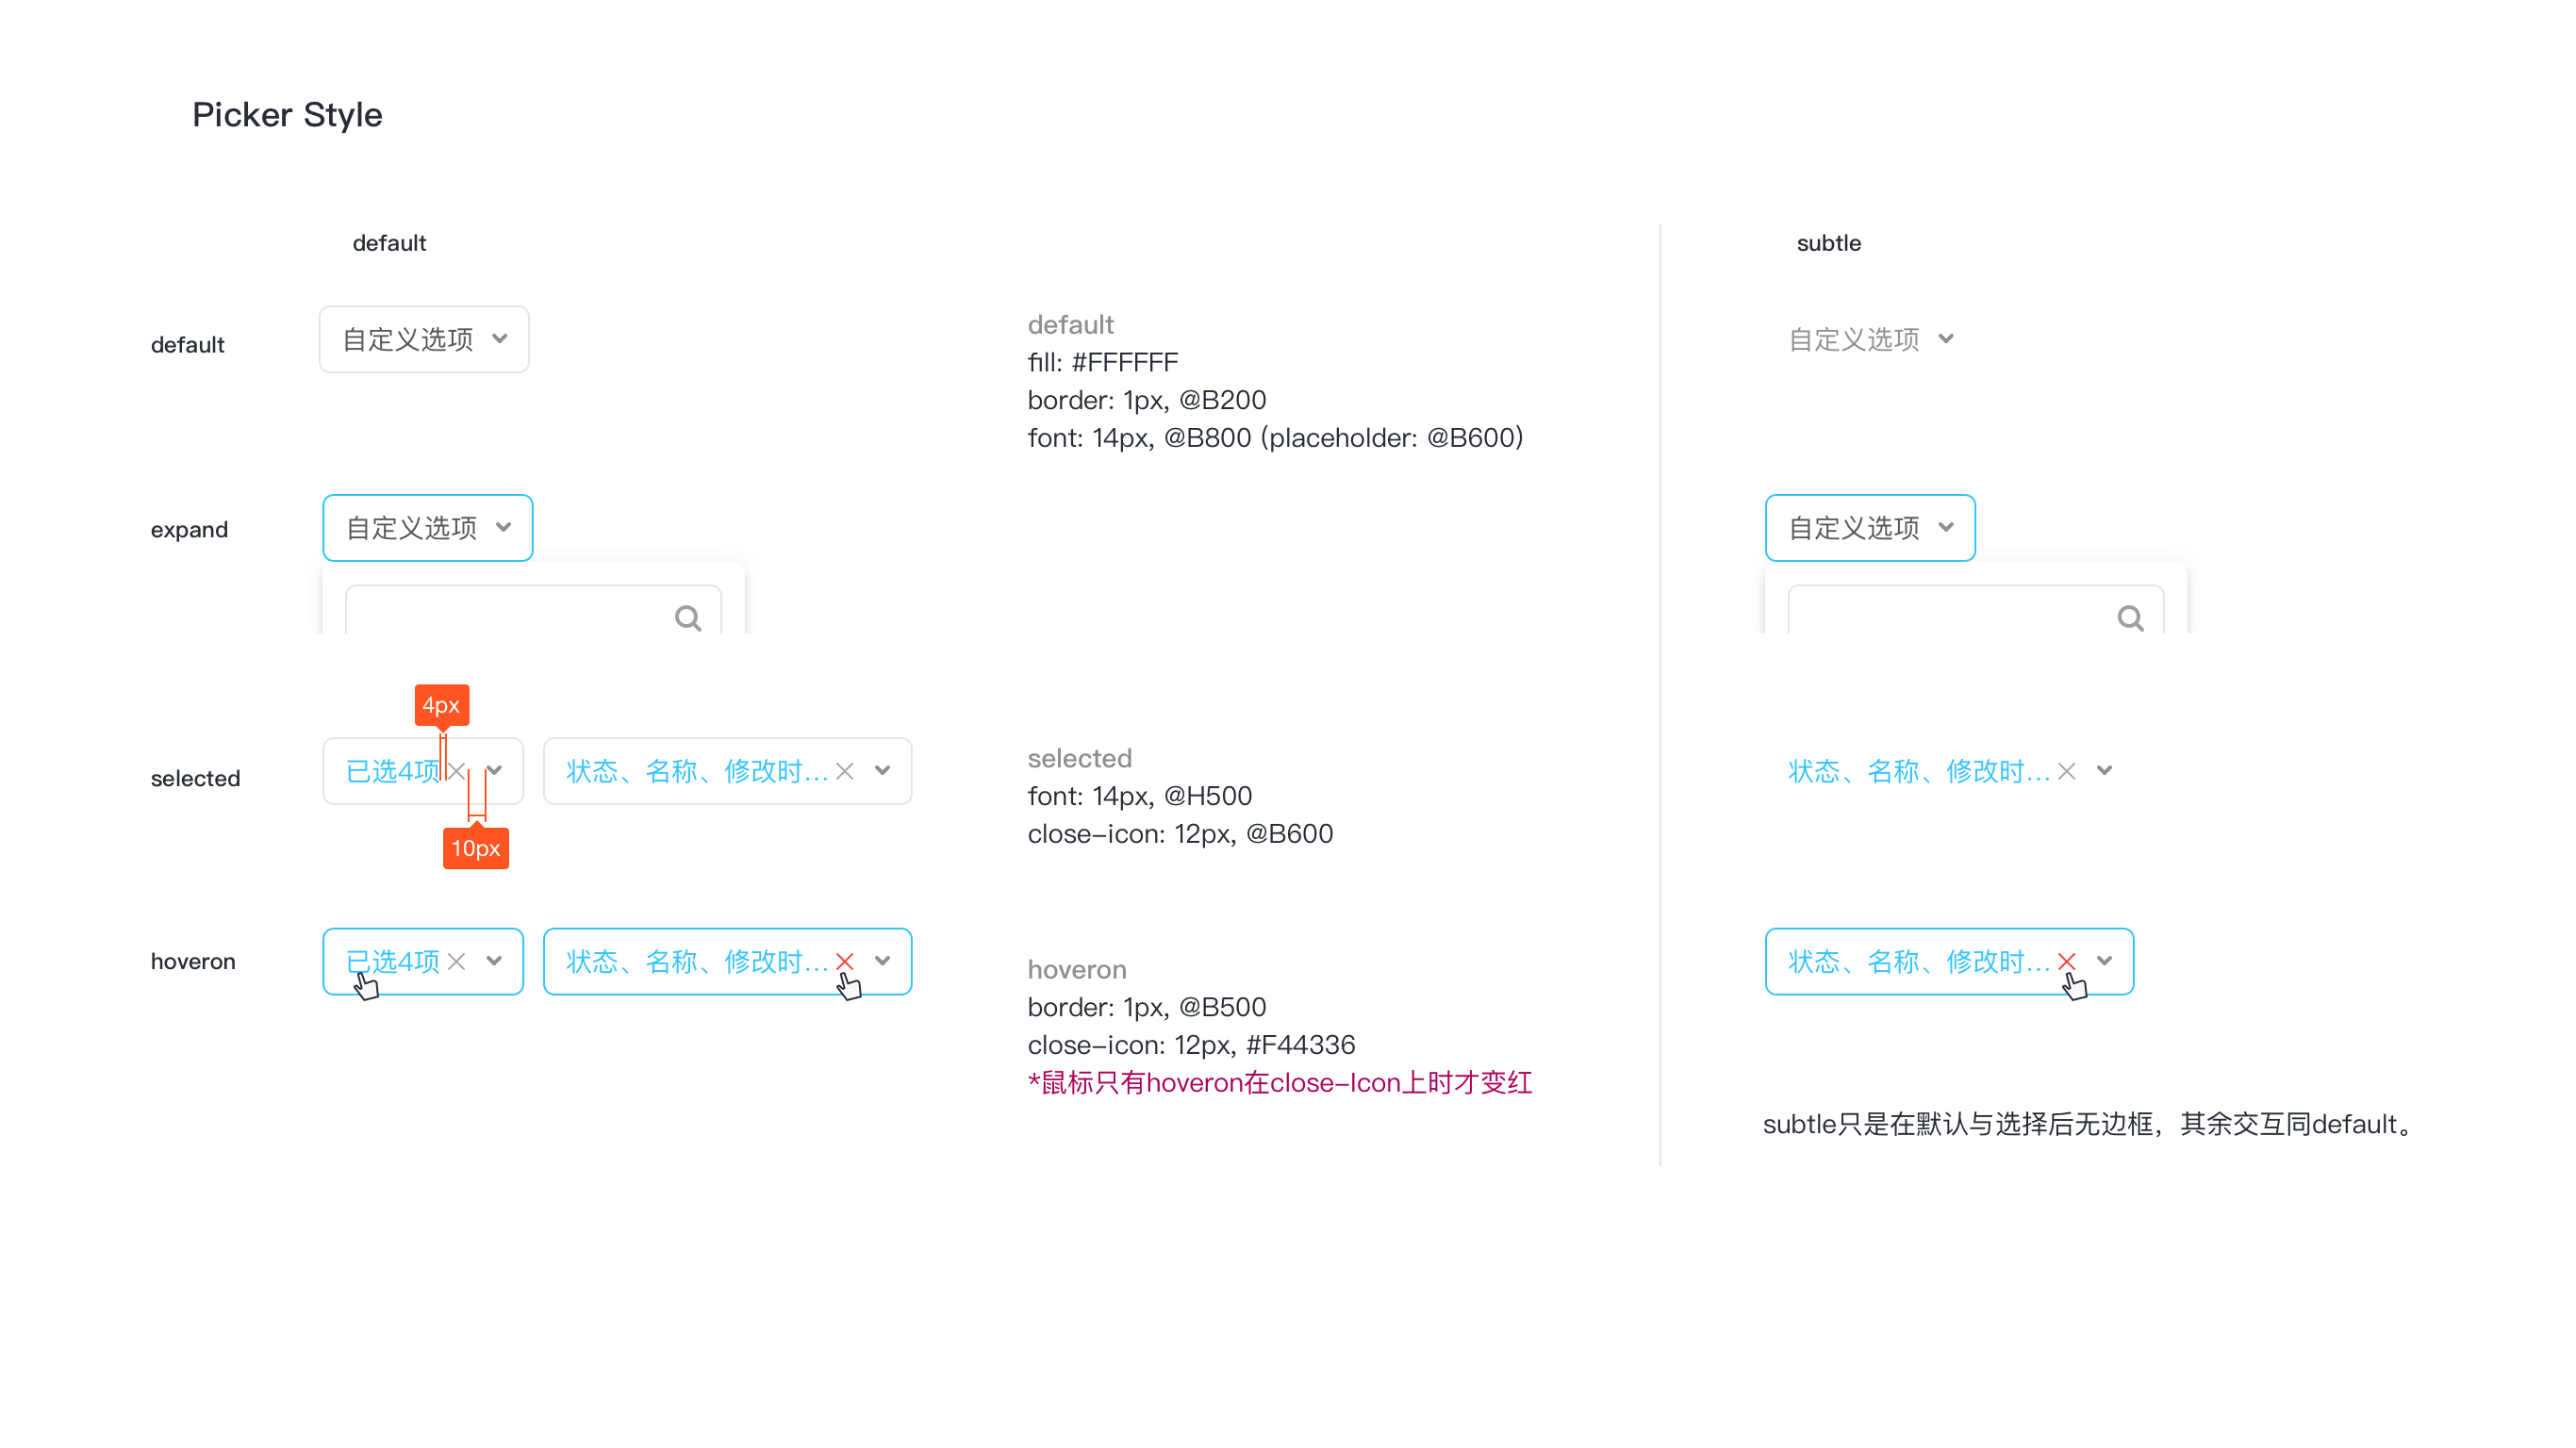 Picker Style
default
subtle
default
自定义选项
default
fill: #FFFFFF
border: 1px, @B200
font: 14px, @B800 (placeholder: @B600)
自定义选项
expand
自定义选项
自定义选项
4px
selected
已选4项
状态、名称、修改时...
10px
selected
font: 14px, @H500
close-icon: 12px, @B600
状态、名称、修改时...
hoveron
已选4项
状态、名称、修改时...
hoveron
border: 1px, @B500
close-icon: 12px, #F44336
*鼠标只有hoveron在close-Icon上时才变红
状态、名称、修改时...
subtle只是在默认与选择后无边框，其余交互同default。